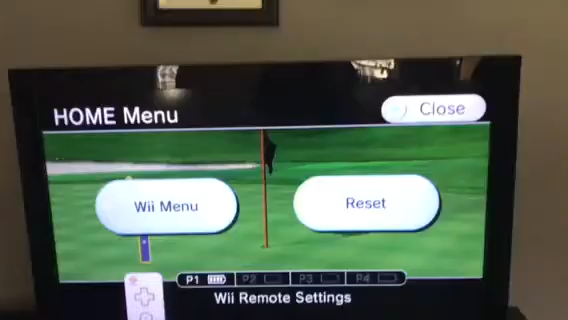 HOME Menu
Close
Wii Menu
Reset
P1 P2 P3 P4
Wii Remote Settings